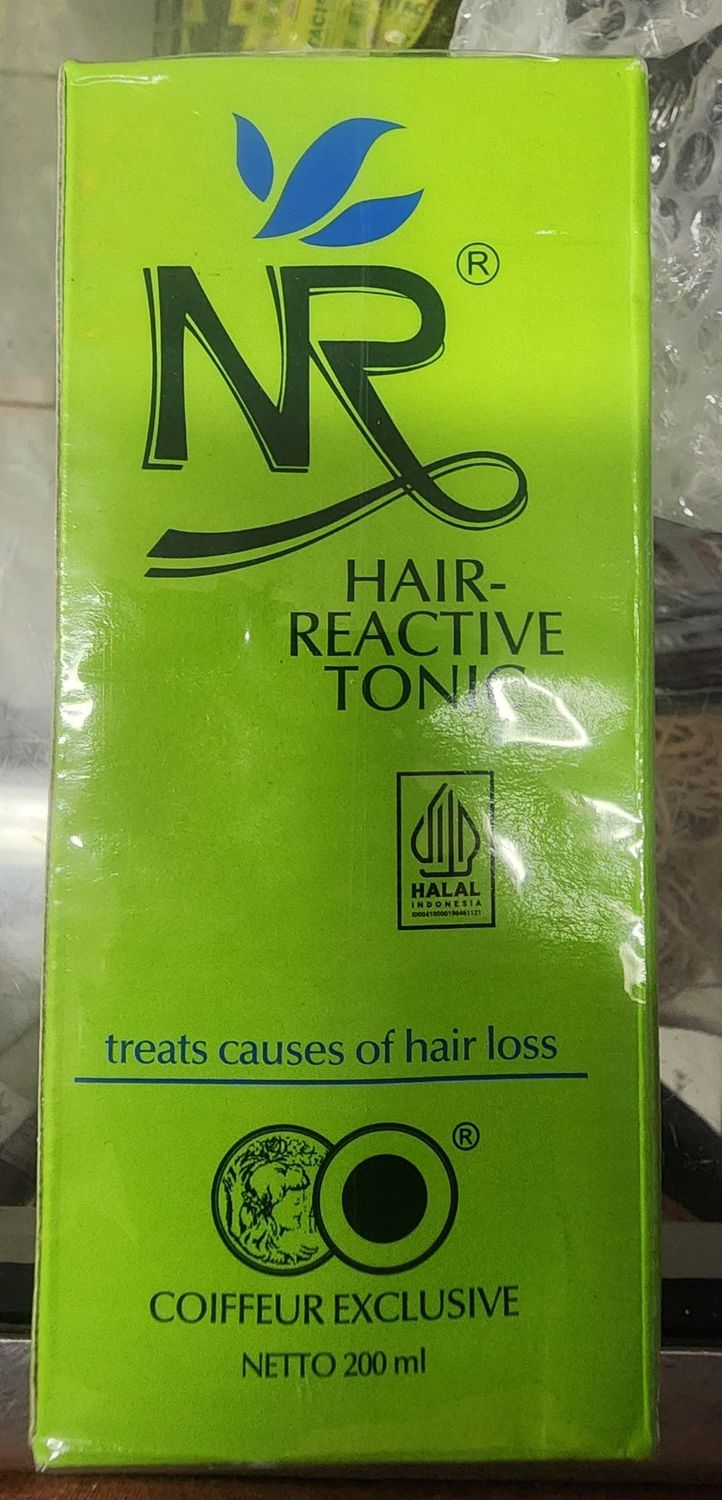 NR ®
HAIR-
REACTIVE
TONIC
HALAL
INDONESIA
treats causes of hair loss
®
COIFFEUR EXCLUSIVE
NETTO 200 ml